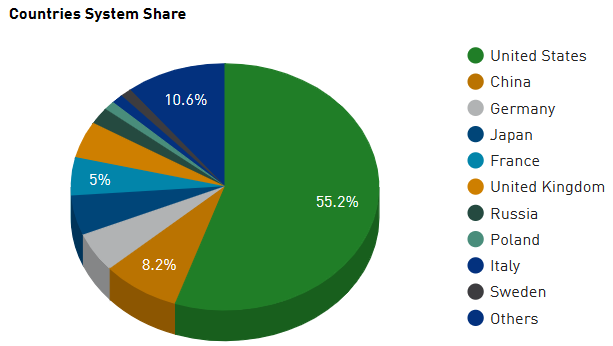 Countries System Share
10.6%
5%
55.2%
8.2%
United States
China
Germany
Japan
France
United Kingdom
Russia
Poland
Italy
Sweden
Others